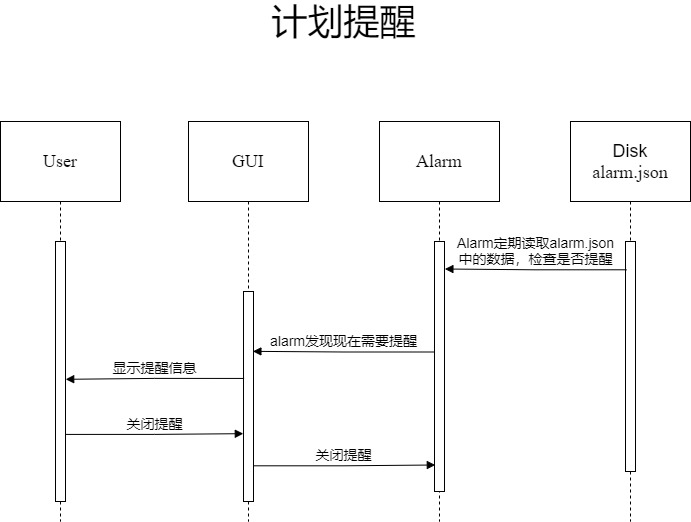 计划提醒
User
GUI
Alarm
Disk
alarm.json
Alarm定期读取alarm.json
中的数据，检查是否提醒
alarm发现现在需要提醒
显示提醒信息
关闭提醒
关闭提醒